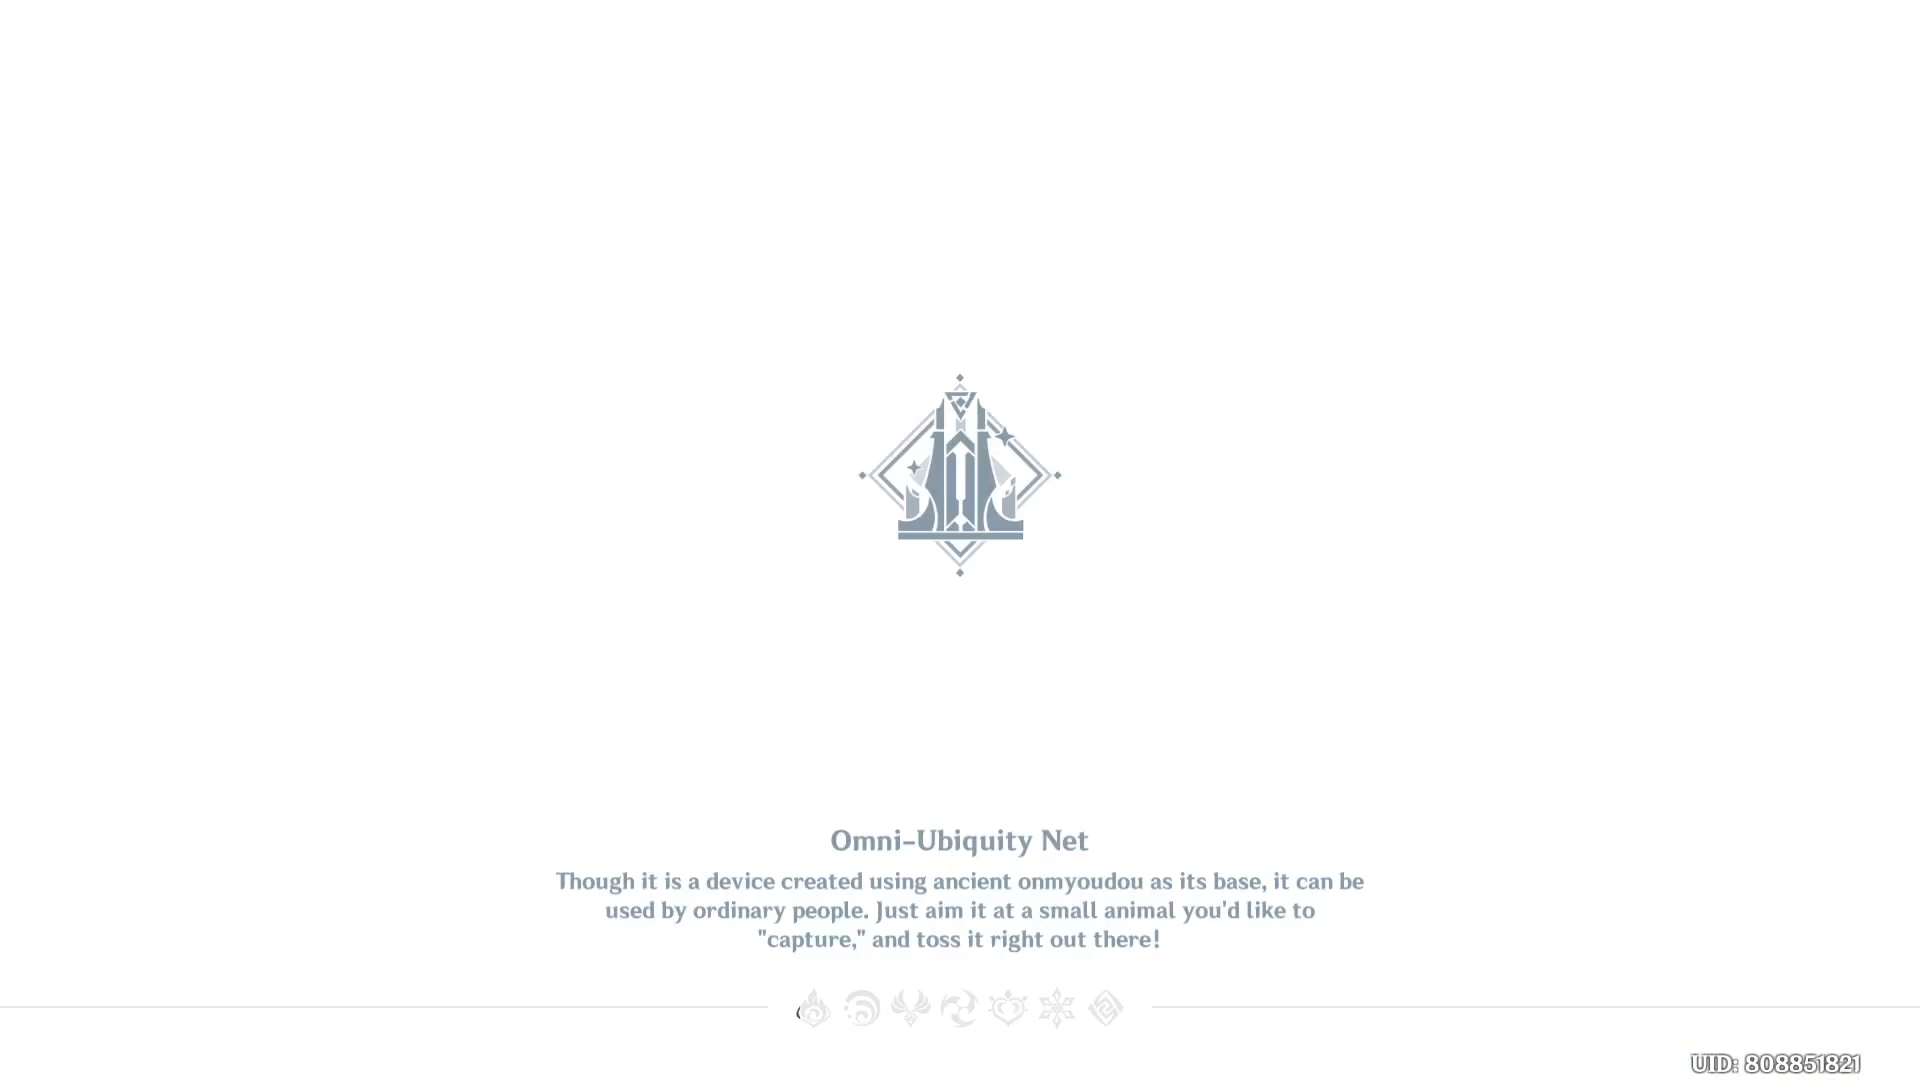 Omni-Ubiquity Net
Though it is a device created using ancient onmyoudou as its base, it can be
used by ordinary people. Just aim it at a small animal you'd like to
"capture," and toss it right out there!
UID: 808851821